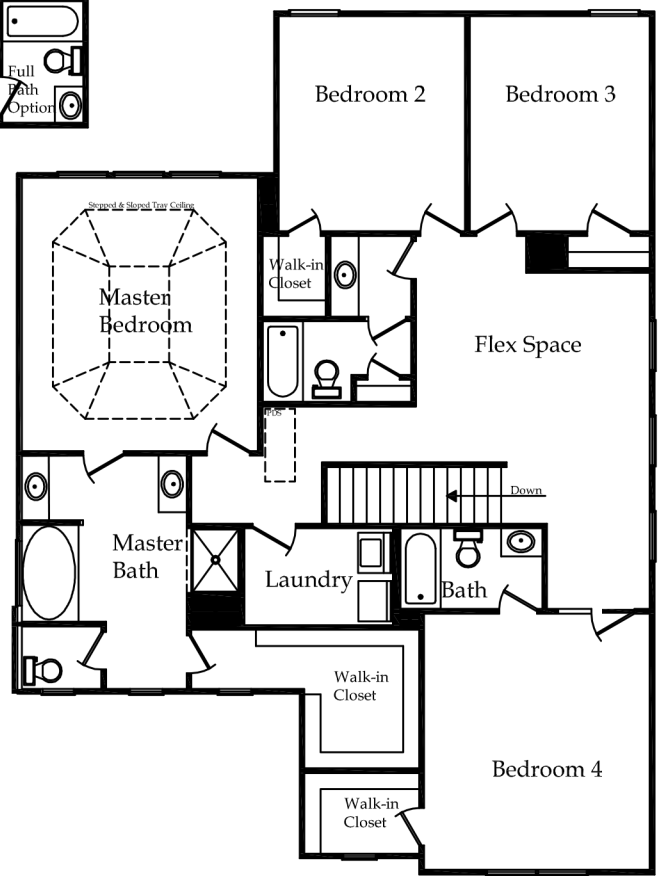 Full
Bath
Option
Bedroom 2
Bedroom 3
Stepped & Sloped Tray Ceiling
Master
Bedroom
Walk-in
Closet
Flex Space
PDS
Down
Master
Bath
Laundry
Bath
Walk-in
Closet
Bedroom 4
Walk-in
Closet